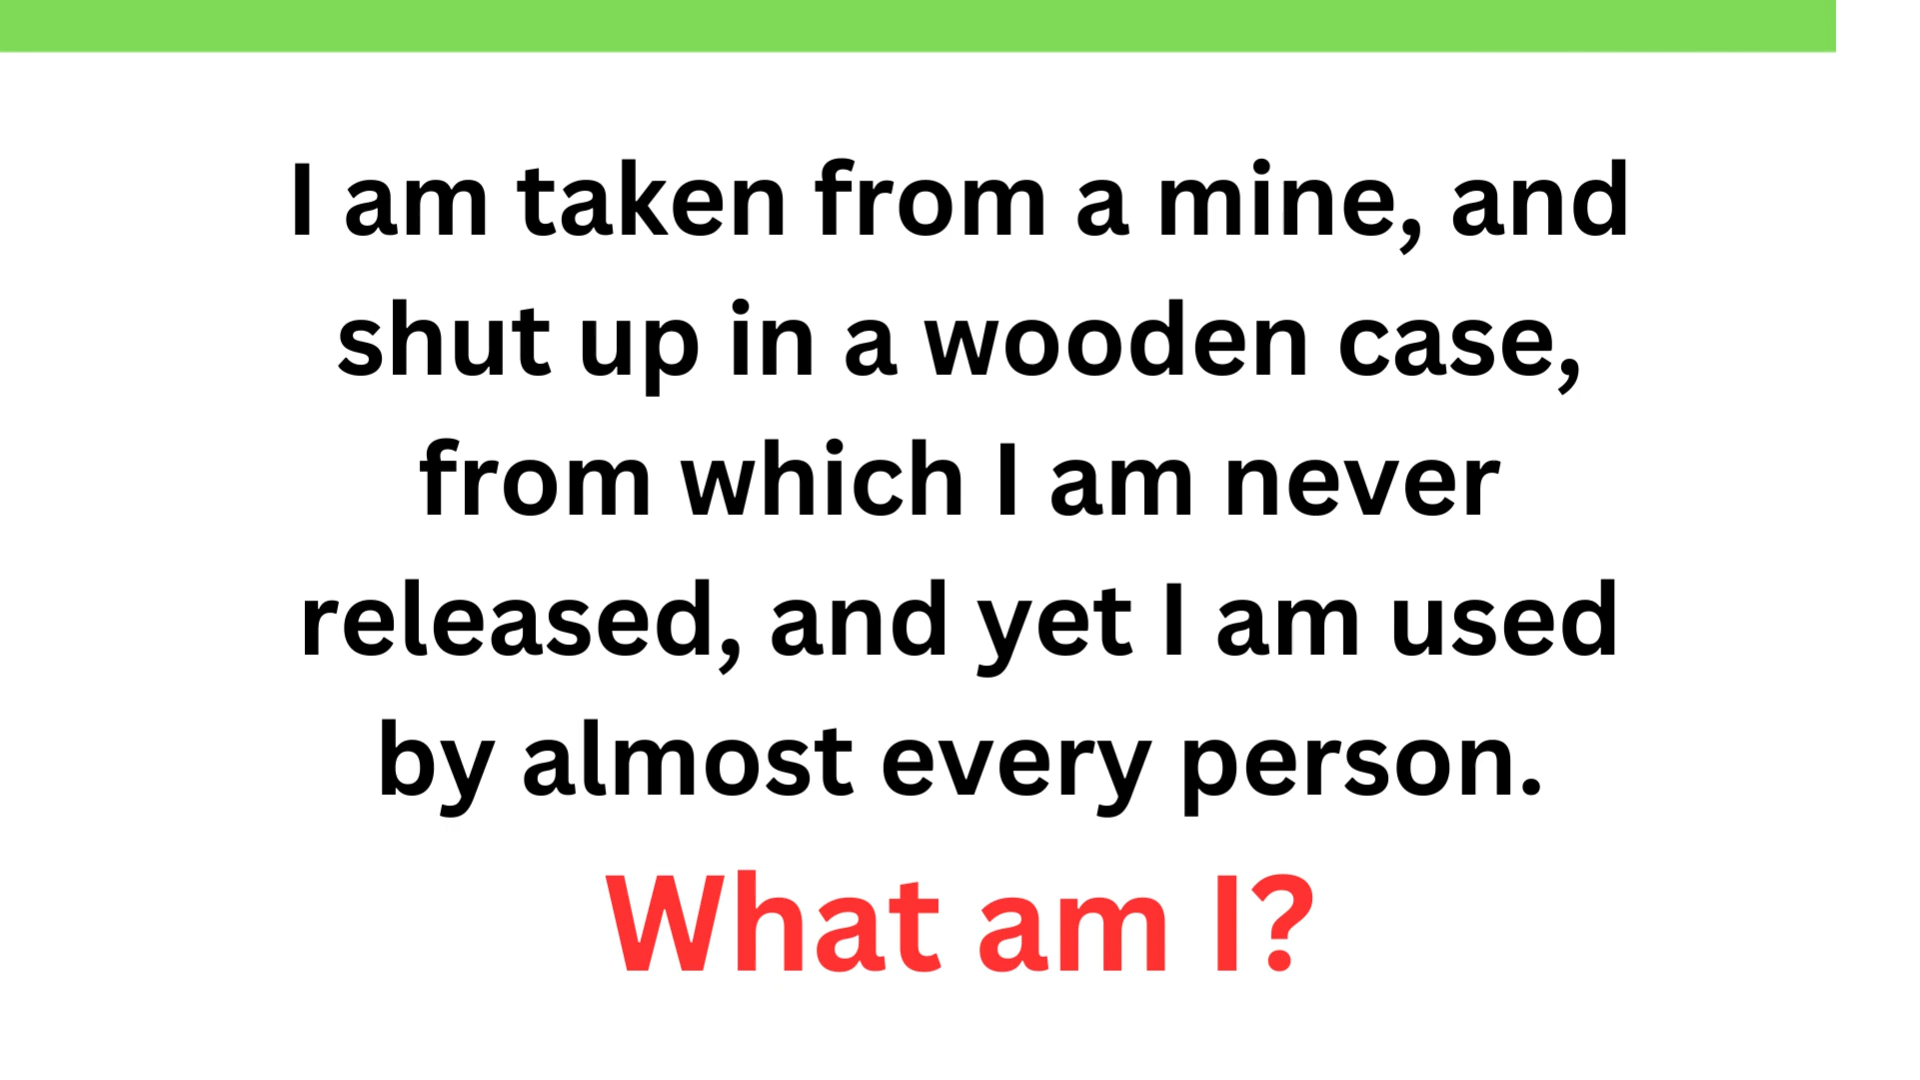 I am taken from a mine, and
shut up in a wooden case,
from which I am never
released, and yet I am used
by almost every person.
What am I?